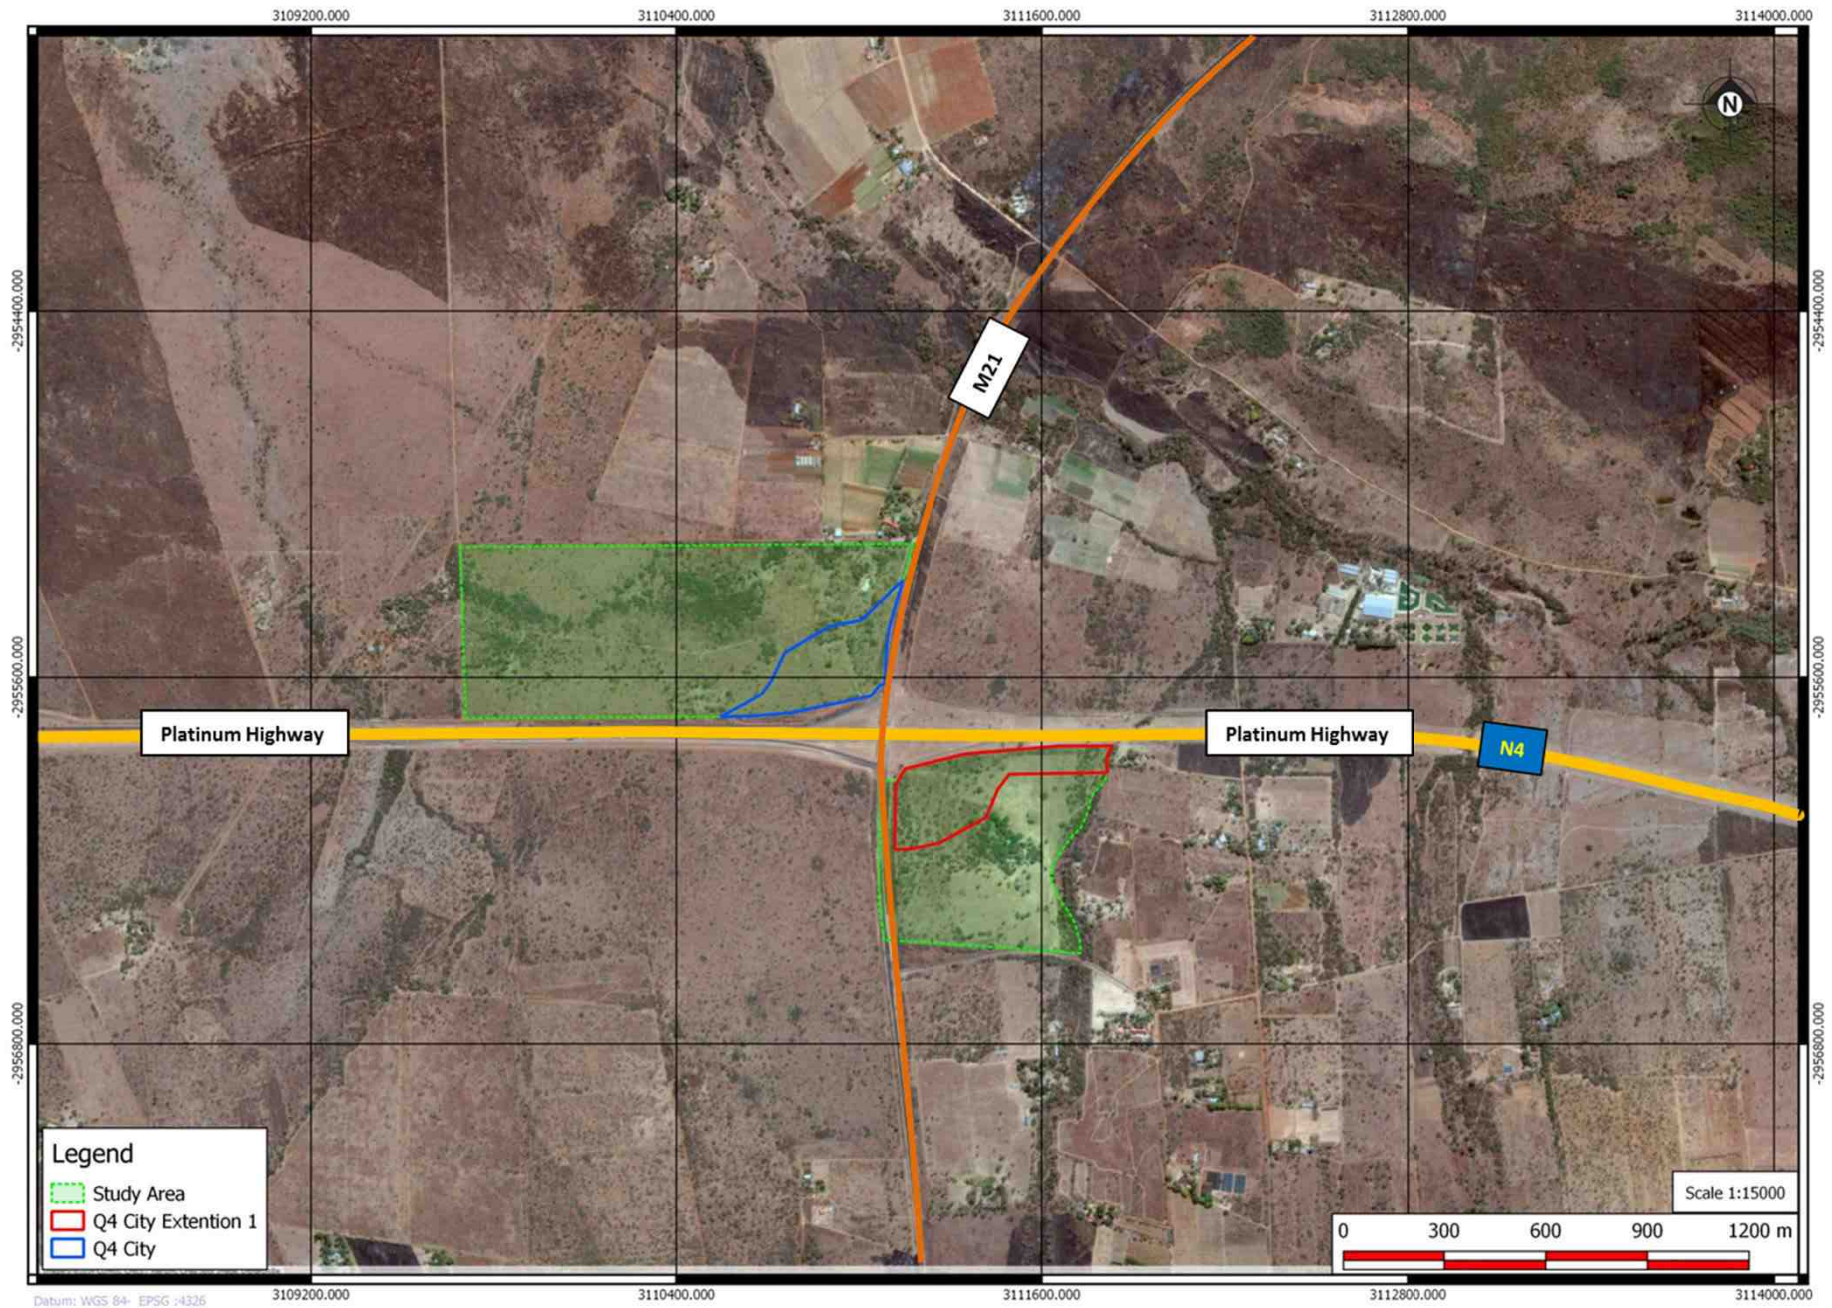 3109200.000 3110400.000 3111600.000 3112800.000 3114000.000
N
-2954400.000 -2954400.000
M21
-2955600.000 -2955600.000
Platinum Highway Platinum Highway N4
-2956800.000 -2956800.000
Legend
Study Area
Q4 City Extention 1
Q4 City
Scale 1:15000
0 300 600 900 1200 m
3109200.000 3110400.000 3111600.000 3112800.000 3114000.000
Datum: WGS 84- EPSG :4326